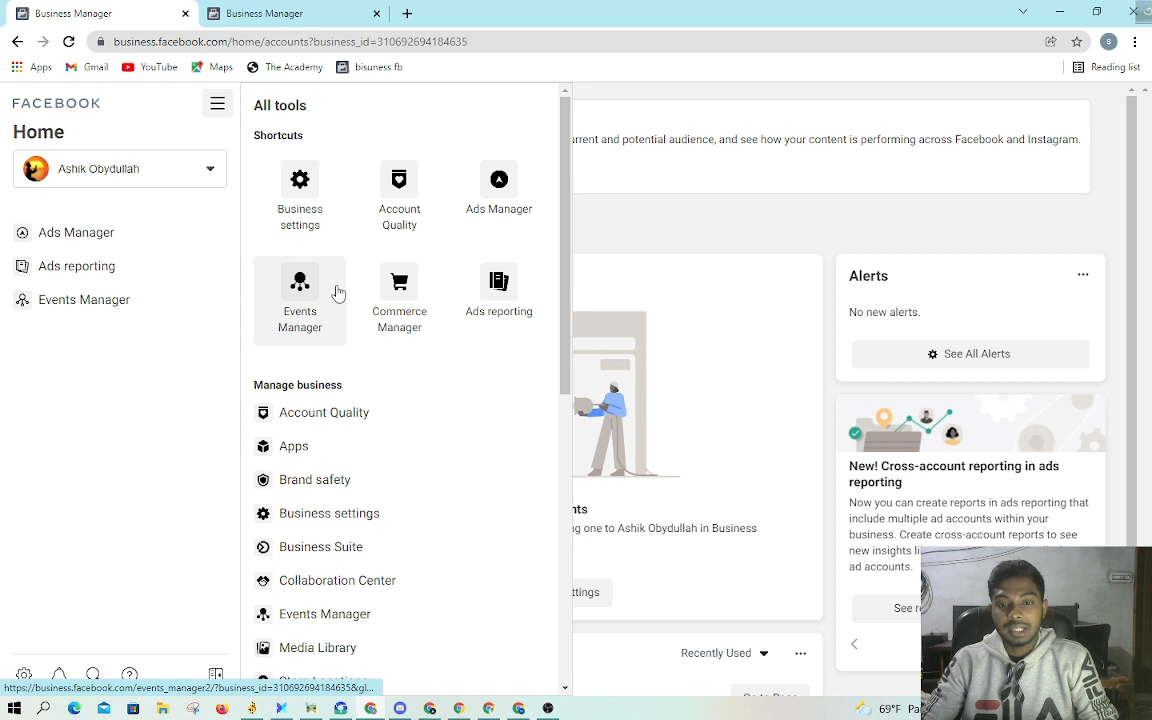 Business Manager
Business Manager
business.facebook.com/home/accounts?business_id=310692694184635
S
Apps
Gmail
YouTube
Maps
The Academy
bisuness fb
Reading list
FACEBOOK
Home
Ashik Obydullah
Ads Manager
Ads reporting
Events Manager
All tools
Shortcuts
Business
settings
Account
Quality
Ads Manager
Events
Manager
Commerce
Manager
Ads reporting
Manage business
Account Quality
Apps
Brand safety
Business settings
Business Suite
Collaboration Center
Events Manager
Media Library
current and potential audience, and see how your content is performing across Facebook and Instagram.
nts
ng one to Ashik Obydullah in Business
ttings
Recently Used
Alerts
No new alerts.
See All Alerts
New! Cross-account reporting in ads
reporting
Now you can create reports in ads reporting that
include multiple ad accounts within your
business. Create cross-account reports to see
new insights
ad accounts.
See
https://business.facebook.com/events_manager2/?business_id=310692694184635&gl...
69°F
FILA